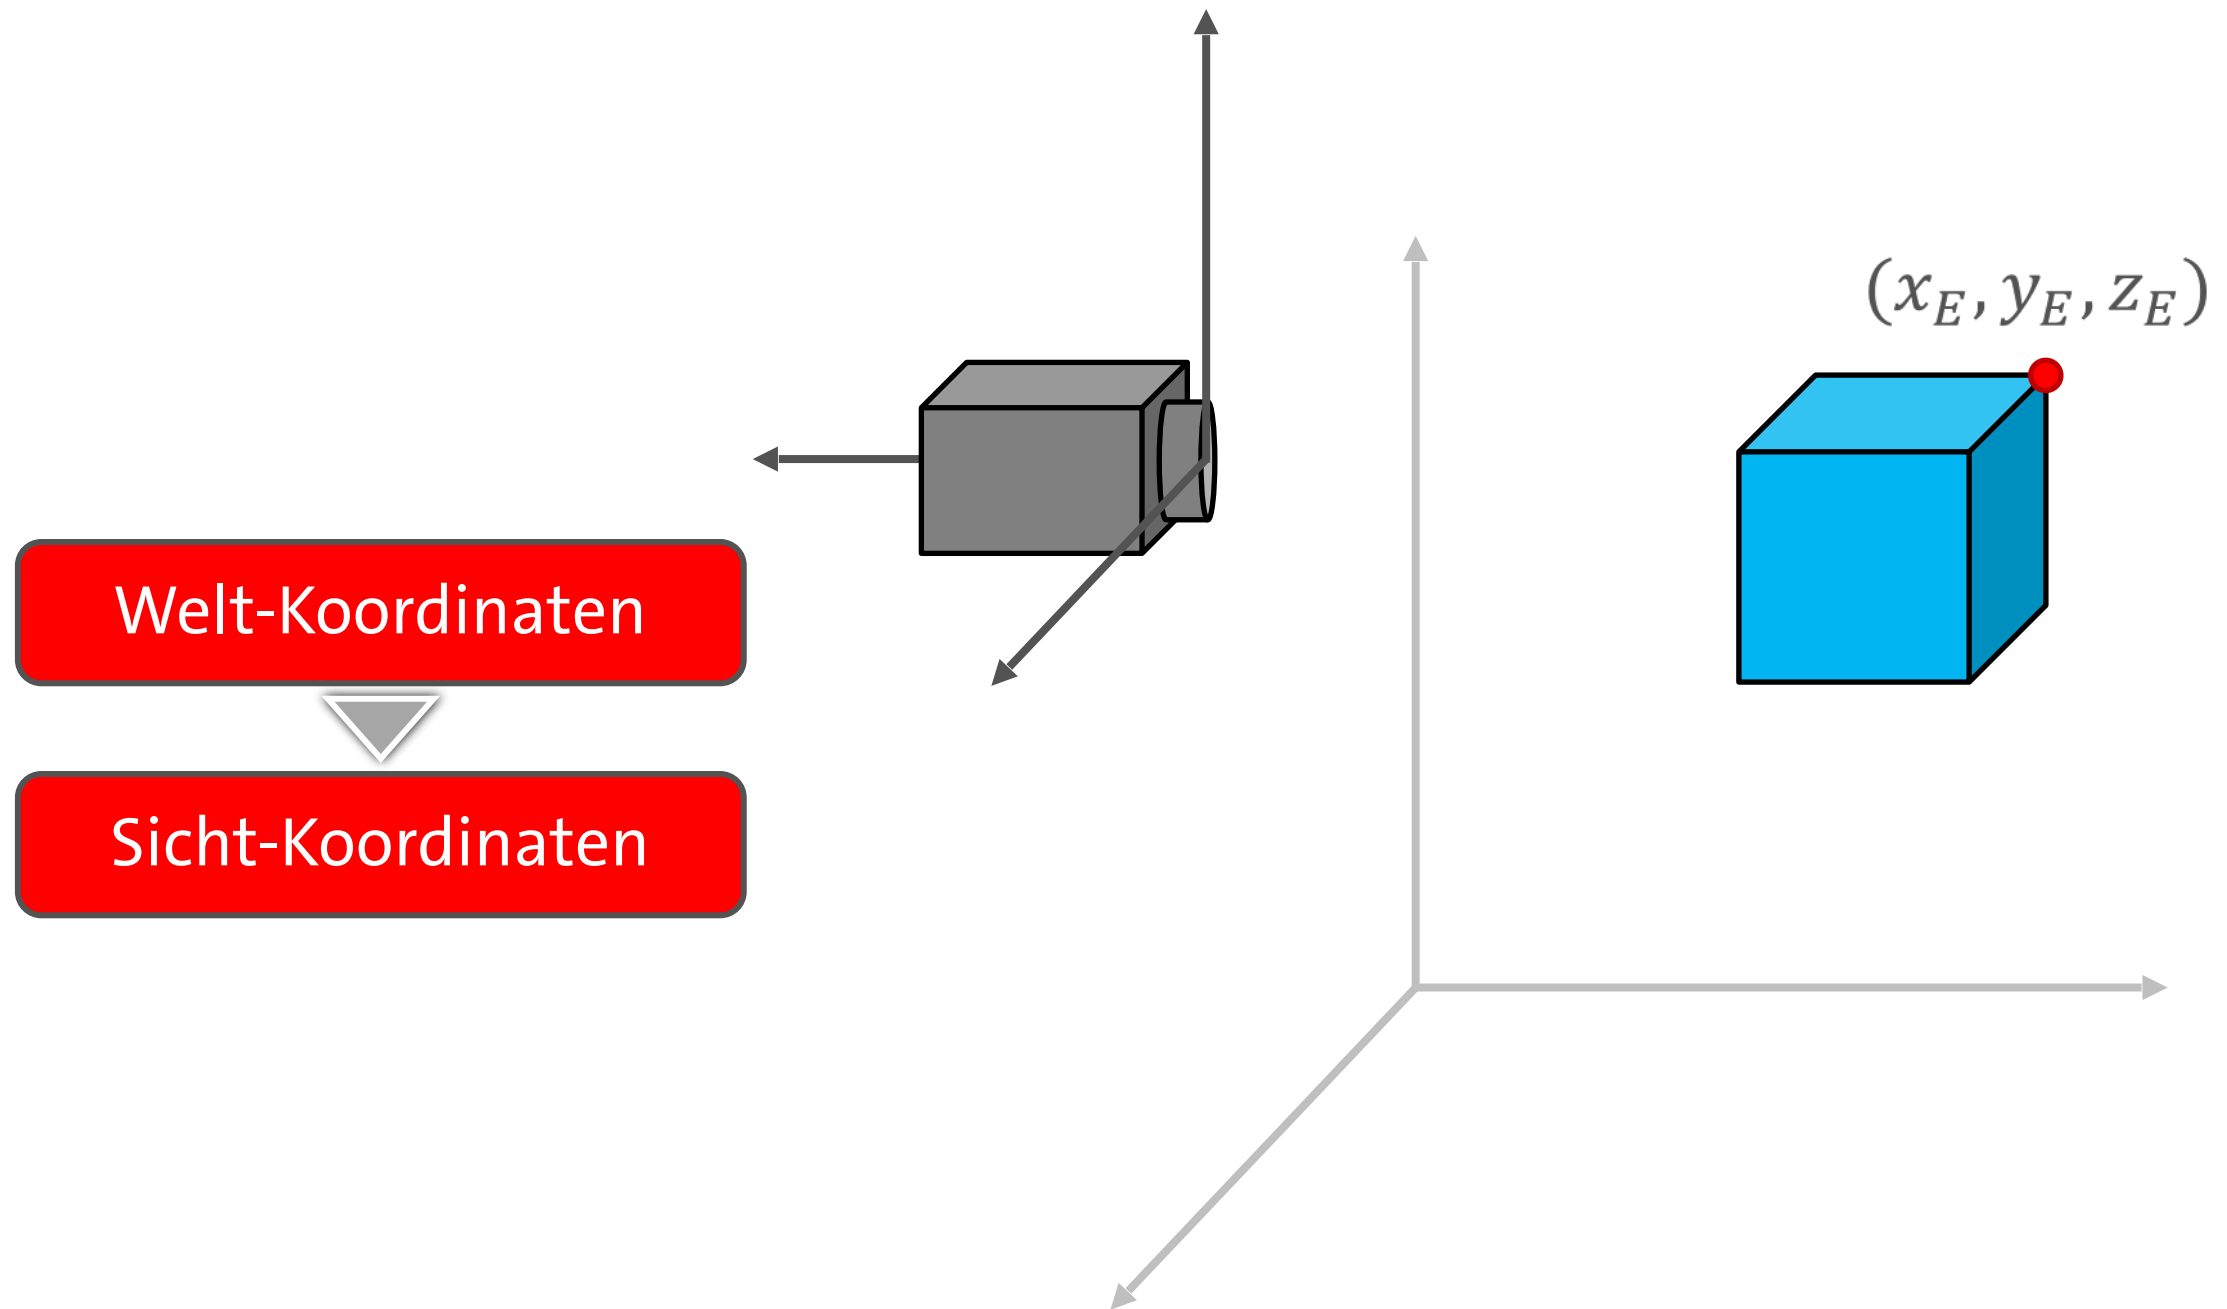 (x_E, y_E, z_E)
Welt-Koordinaten
Sicht-Koordinaten